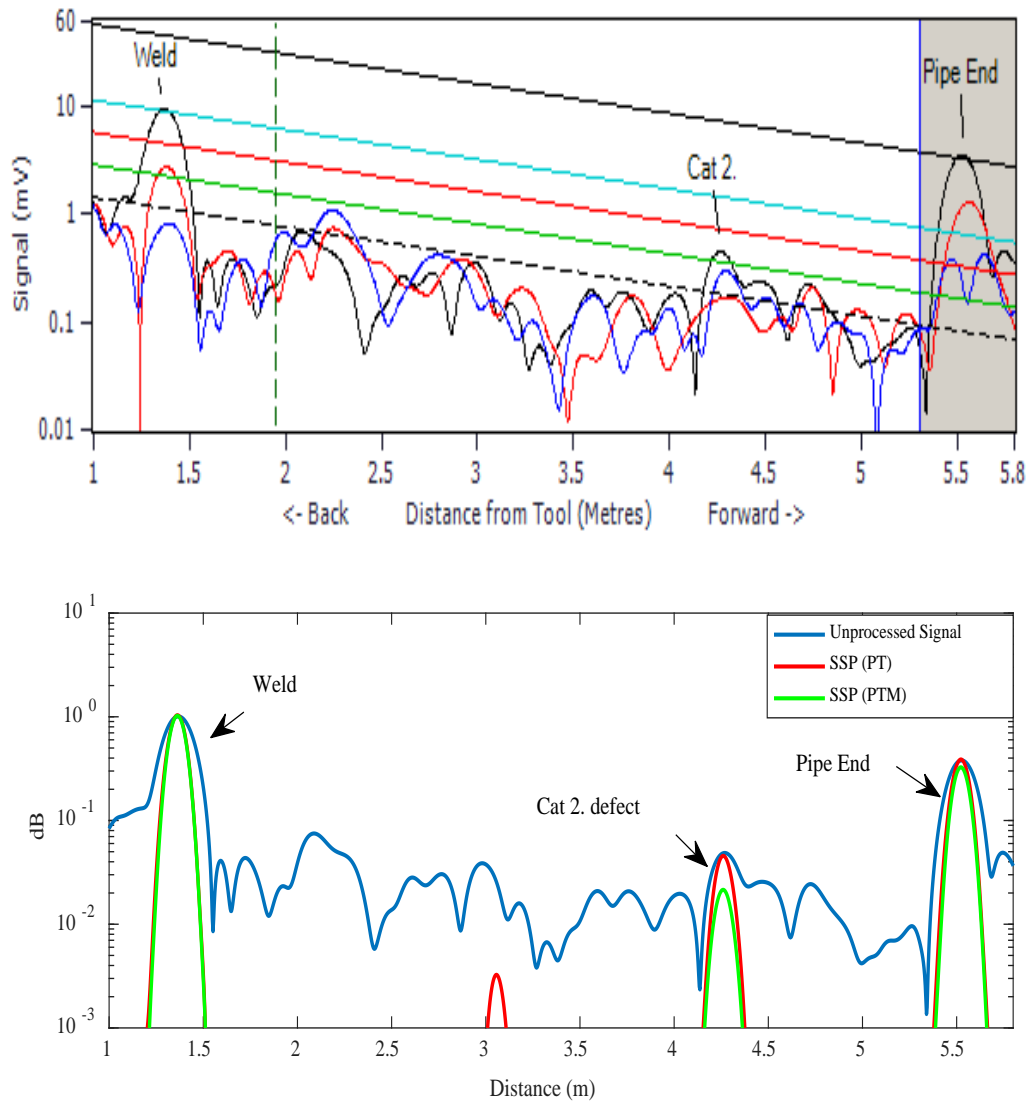 60
Weld
Pipe End
10
Cat 2.
1
0.1
0.01
Signal (mV)
1 1.5 2 2.5 3 3.5 4 4.5 5 5.5 5.8
<- Back Distance from Tool (Metres) Forward ->
10 1
Unprocessed Signal
SSP (PT)
SSP (PTM)
Weld
10 0
Pipe End
Cat 2. defect
10 -1
dB
10 -2
10 -3
1 1.5 2 2.5 3 3.5 4 4.5 5 5.5
Distance (m)